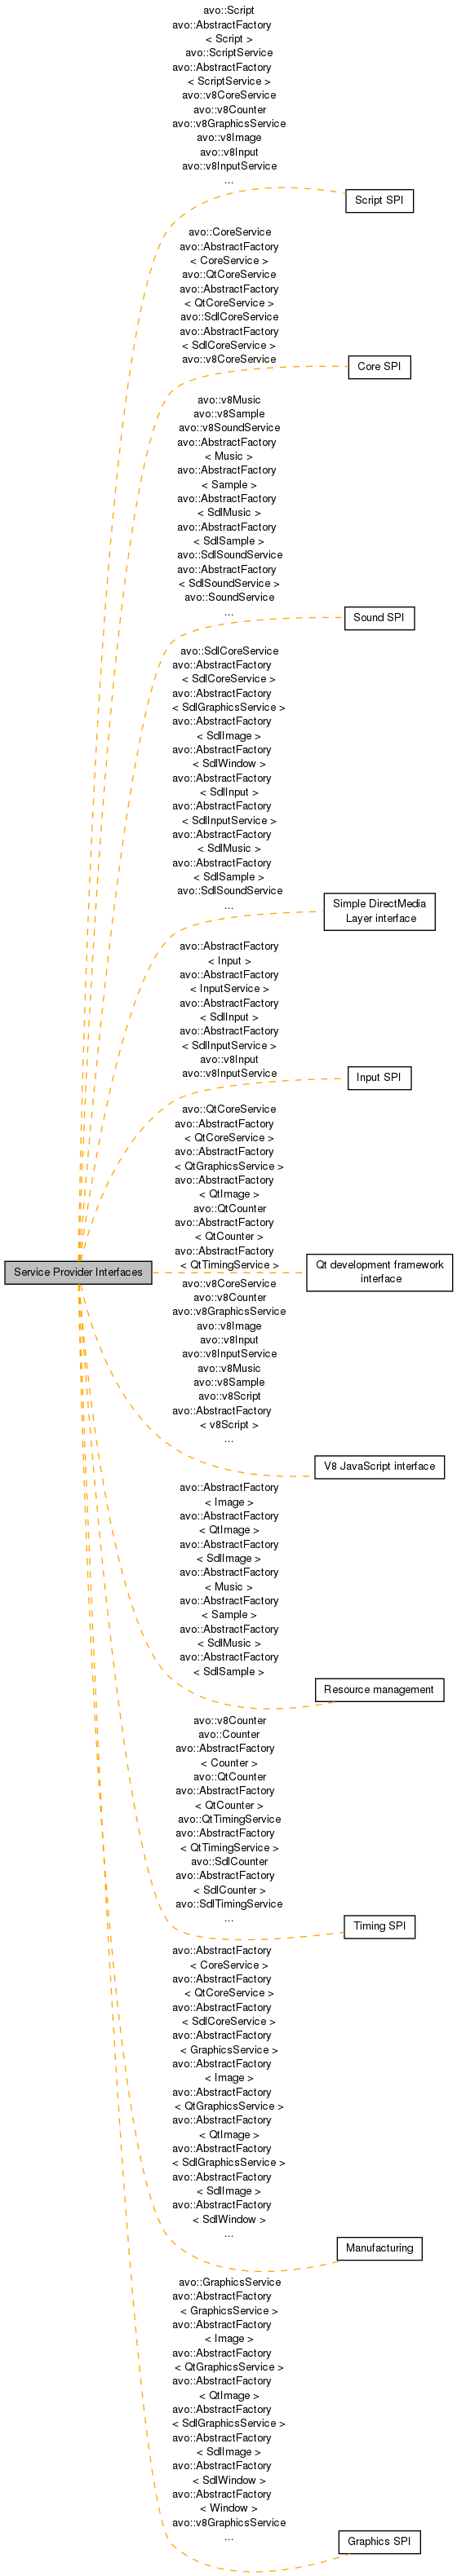 avo::Script
avo::AbstractFactory
< Script >
avo::ScriptService
avo::AbstractFactory
< ScriptService >
avo::v8CoreService
avo::v8Counter
avo::v8GraphicsService
avo::v8Image
avo::v8Input
avo::v8InputService
...
Script SPI
avo::CoreService
avo::AbstractFactory
< CoreService >
avo::QtCoreService
avo::AbstractFactory
< QtCoreService >
avo::SdlCoreService
avo::AbstractFactory
< SdlCoreService >
avo::v8CoreService
Core SPI
avo::v8Music
avo::v8Sample
avo::v8SoundService
avo::AbstractFactory
< Music >
avo::AbstractFactory
< Sample >
avo::AbstractFactory
< SdlMusic >
avo::AbstractFactory
< SdlSample >
avo::SdlSoundService
avo::AbstractFactory
< SdlSoundService >
avo::SoundService
...
Sound SPI
avo::SdlCoreService
avo::AbstractFactory
< SdlCoreService >
avo::AbstractFactory
< SdlGraphicsService >
avo::AbstractFactory
< SdlImage >
avo::AbstractFactory
< SdlWindow >
avo::AbstractFactory
< SdlInput >
avo::AbstractFactory
< SdlInputService >
avo::AbstractFactory
< SdlMusic >
avo::AbstractFactory
< SdlSample >
avo::SdlSoundService
...
Simple DirectMedia
Layer interface
avo::AbstractFactory
< Input >
avo::AbstractFactory
< InputService >
avo::AbstractFactory
< SdlInput >
avo::AbstractFactory
< SdlInputService >
avo::v8Input
avo::v8InputService
Input SPI
avo::QtCoreService
avo::AbstractFactory
< QtCoreService >
avo::AbstractFactory
< QtGraphicsService >
avo::AbstractFactory
< QtImage >
avo::QtCounter
avo::AbstractFactory
< QtCounter >
avo::AbstractFactory
< QtTimingService >
Service Provider Interfaces
Qt development framework
interface
avo::v8CoreService
avo::v8Counter
avo::v8GraphicsService
avo::v8Image
avo::v8Input
avo::v8InputService
avo::v8Music
avo::v8Sample
avo::v8Script
avo::AbstractFactory
< v8Script >
...
V8 JavaScript interface
avo::AbstractFactory
< Image >
avo::AbstractFactory
< QtImage >
avo::AbstractFactory
< SdlImage >
avo::AbstractFactory
< Music >
avo::AbstractFactory
< Sample >
avo::AbstractFactory
< SdlMusic >
avo::AbstractFactory
< SdlSample >
Resource management
avo::v8Counter
avo::Counter
avo::AbstractFactory
< Counter >
avo::QtCounter
avo::AbstractFactory
< QtCounter >
avo::QtTimingService
avo::AbstractFactory
< QtTimingService >
avo::SdlCounter
avo::AbstractFactory
< SdlCounter >
avo::SdlTimingService
...
Timing SPI
avo::AbstractFactory
< CoreService >
avo::AbstractFactory
< QtCoreService >
avo::AbstractFactory
< SdlCoreService >
avo::AbstractFactory
< GraphicsService >
avo::AbstractFactory
< Image >
avo::AbstractFactory
< QtGraphicsService >
avo::AbstractFactory
< QtImage >
avo::AbstractFactory
< SdlGraphicsService >
avo::AbstractFactory
< SdlImage >
avo::AbstractFactory
< SdlWindow >
...
Manufacturing
avo::GraphicsService
avo::AbstractFactory
< GraphicsService >
avo::AbstractFactory
< Image >
avo::AbstractFactory
< QtGraphicsService >
avo::AbstractFactory
< QtImage >
avo::AbstractFactory
< SdlGraphicsService >
avo::AbstractFactory
< SdlImage >
avo::AbstractFactory
< SdlWindow >
avo::AbstractFactory
< Window >
avo::v8GraphicsService
...
Graphics SPI